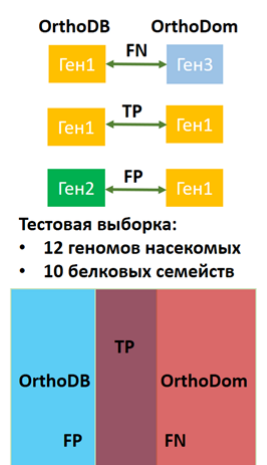 OrthoDB OrthoDom
FN
Ген1 Ген3
TP
Ген1 Ген1
FP
Ген2 Ген1
Тестовая выборка:
• 12 геномов насекомых
• 10 белковых семейств
TP
OrthoDB OrthoDom
FP FN